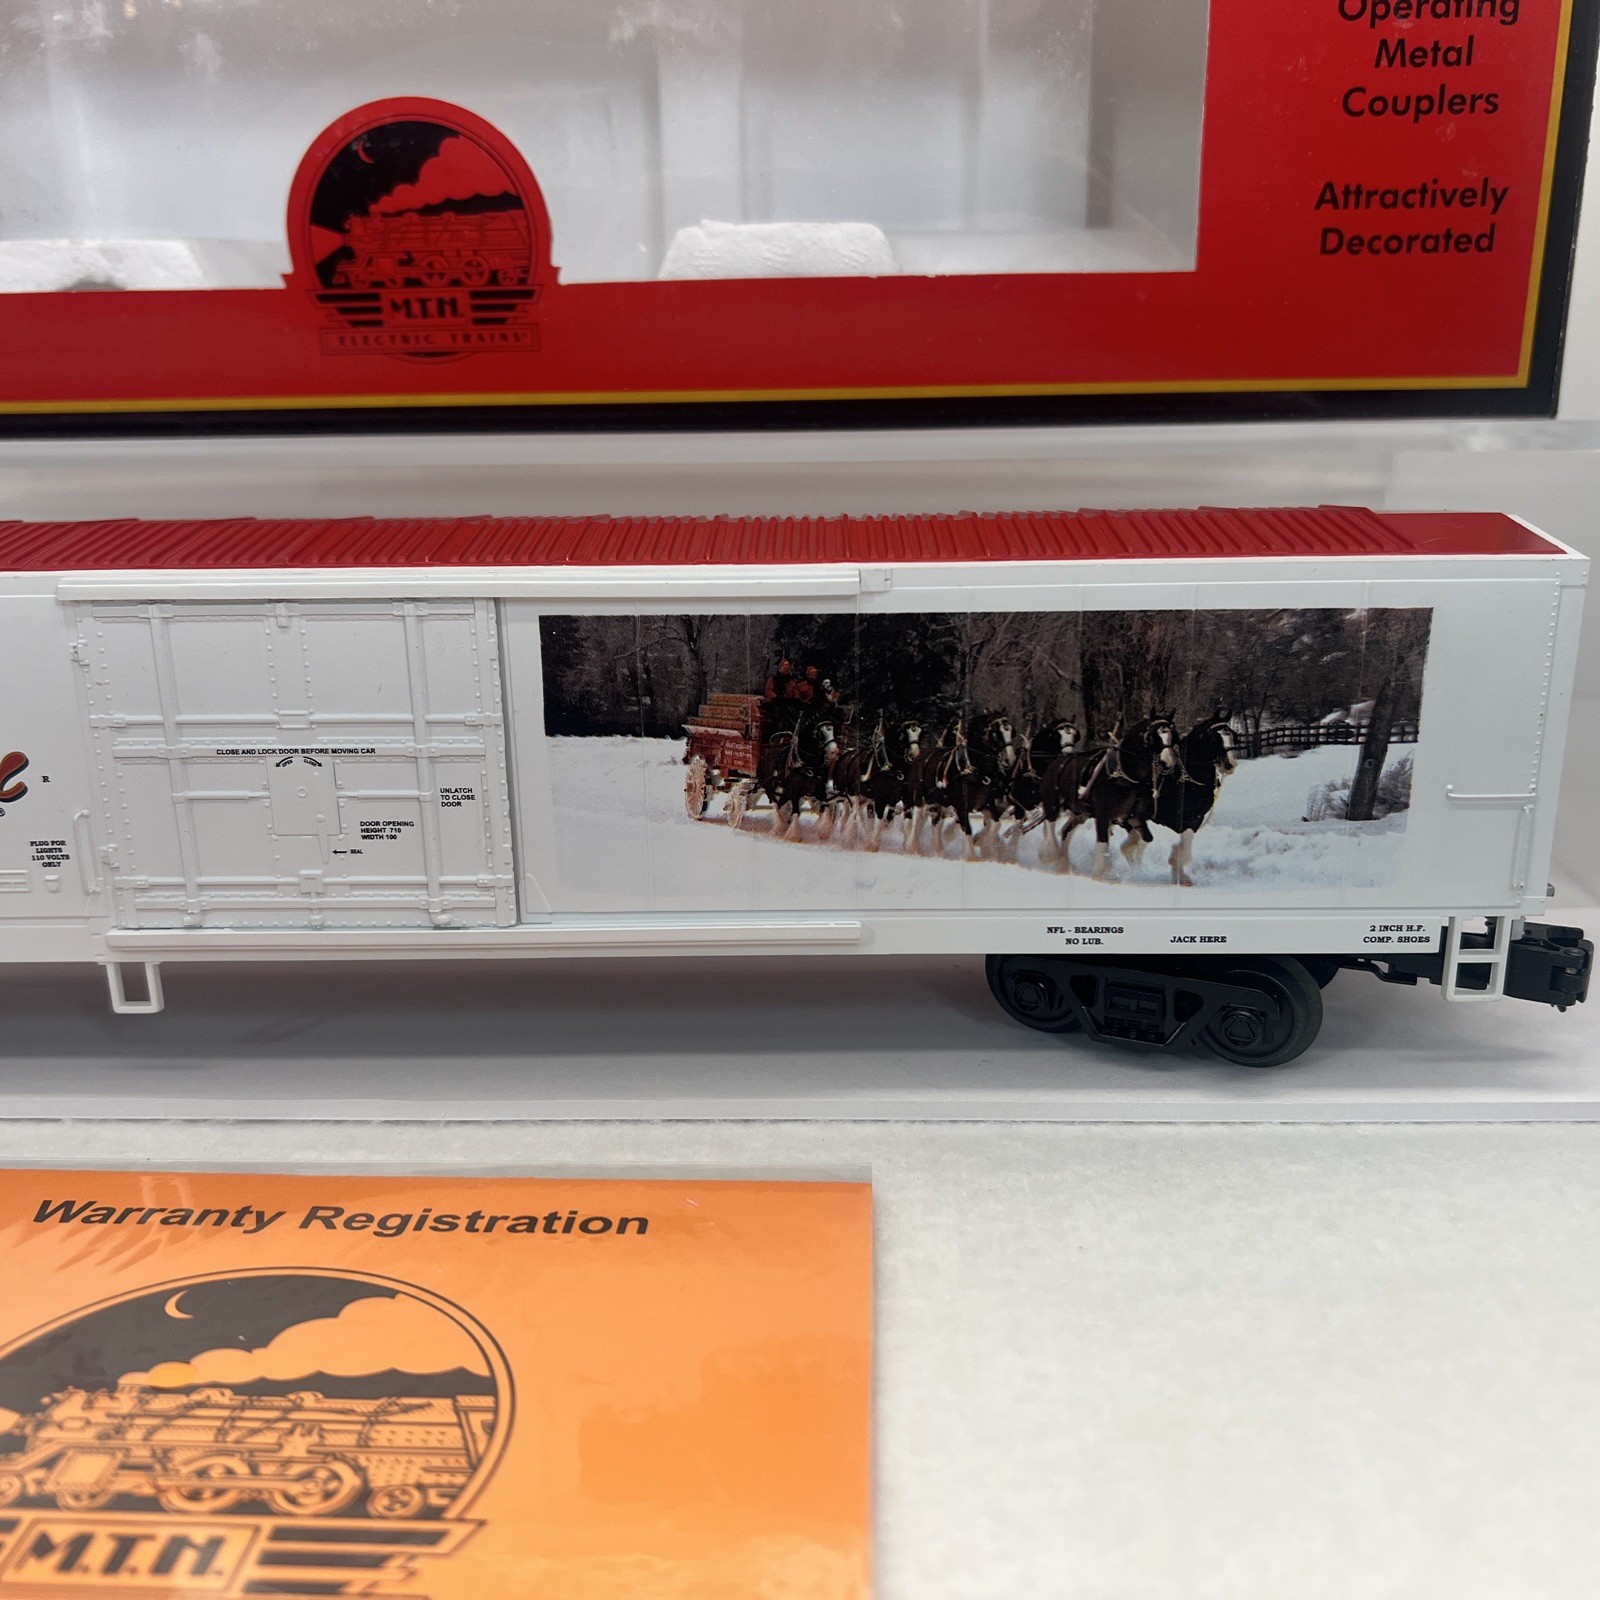 Operating
Metal
Couplers
Attractively
Decorated
M.T.H.
ELECTRIC TRAINS
R
®
PLUG FOR
LIGHTS
110 VOLTS
ONLY
CLOSE AND LOCK DOOR BEFORE MOVING CAR
OPEN CLOSE
UNLATCH
TO CLOSE
DOOR
DOOR OPENING
HEIGHT 710
WIDTH 100
SEAL
NFL - BEARINGS
NO LUB.
JACK HERE
2 INCH H.F.
COMP. SHOES
Warranty Registration
M.T.H.